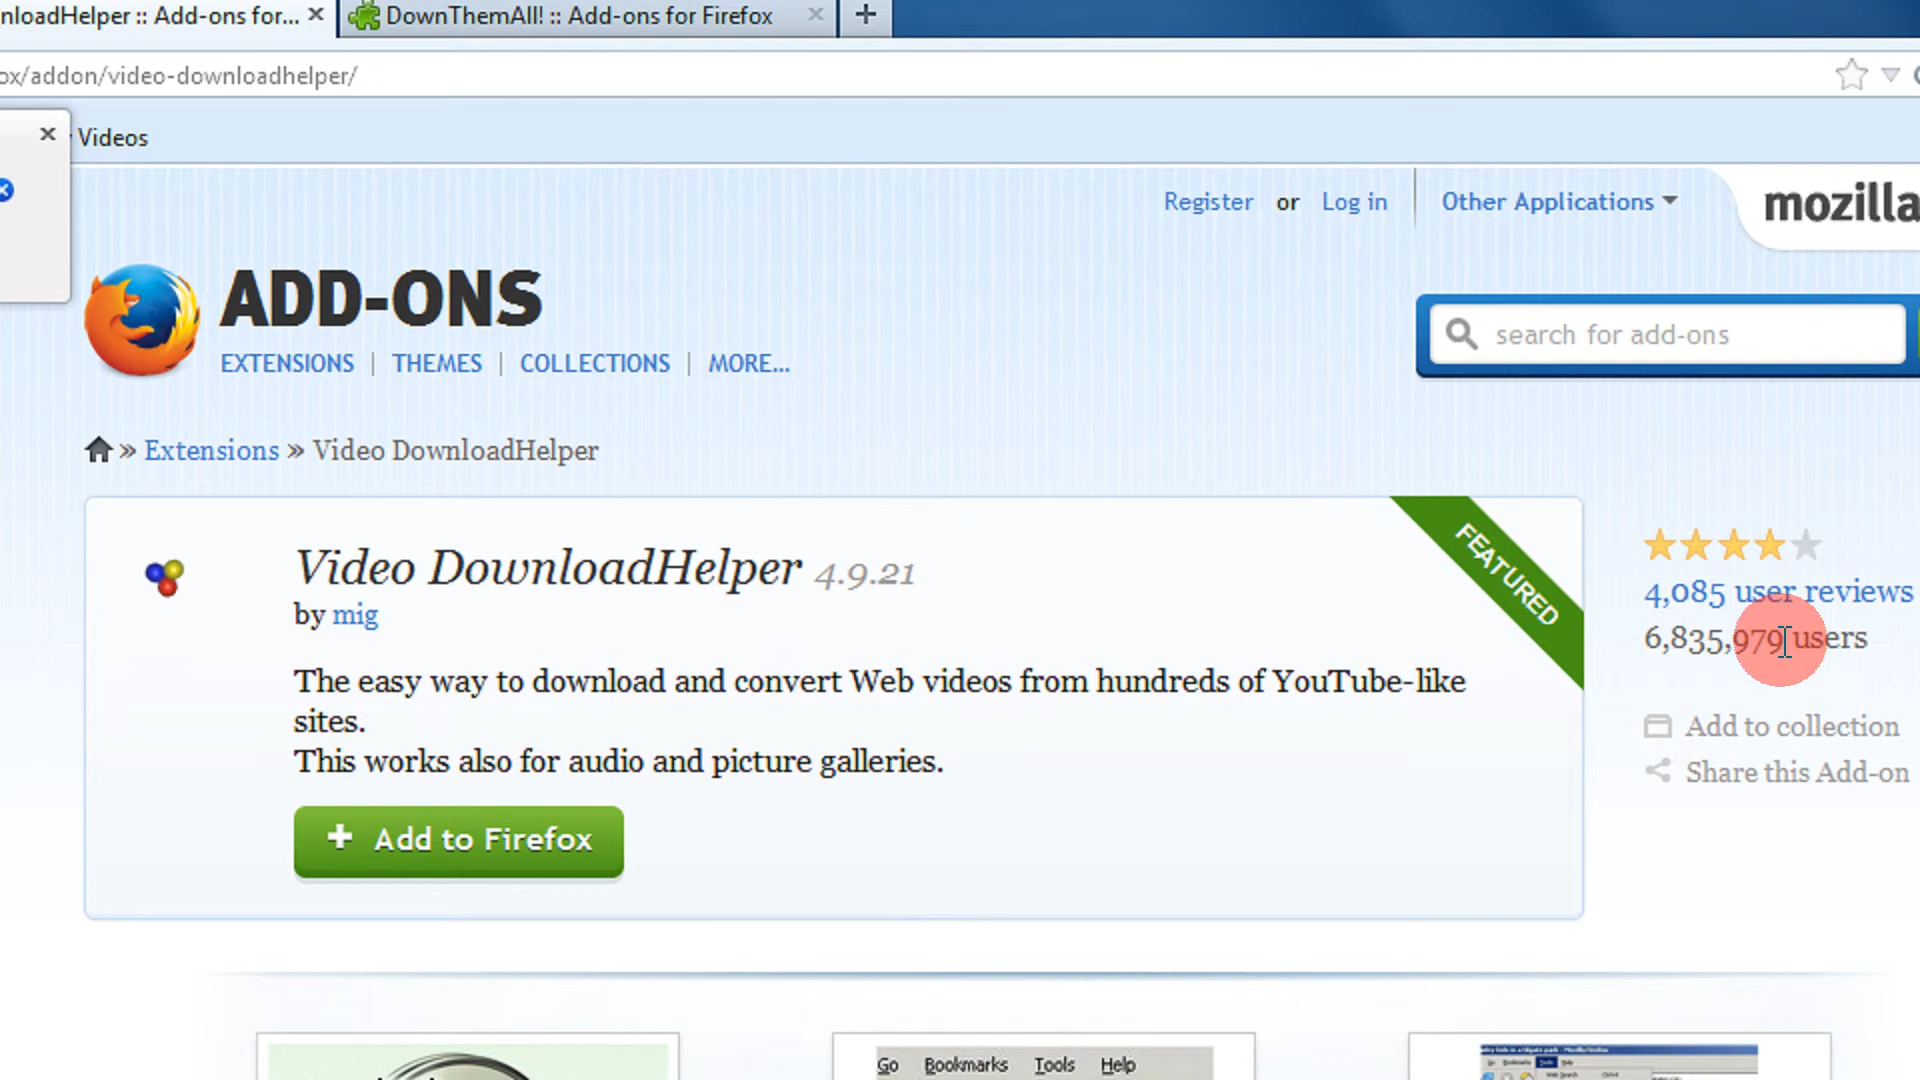 nloadHelper :: Add-ons for...
DownThemAll! :: Add-ons for Firefox
ox/addon/video-downloadhelper/
Videos
Register or Log in
Other Applications
mozilla
ADD-ONS
EXTENSIONS | THEMES | COLLECTIONS | MORE...
search for add-ons
» Extensions » Video DownloadHelper
FEATURED
Video DownloadHelper 4.9.21
by mig
The easy way to download and convert Web videos from hundreds of YouTube-like
sites.
This works also for audio and picture galleries.
+ Add to Firefox
4,085 user reviews
6,835,979 users
Add to collection
Share this Add-on
Go Bookmarks Tools Help